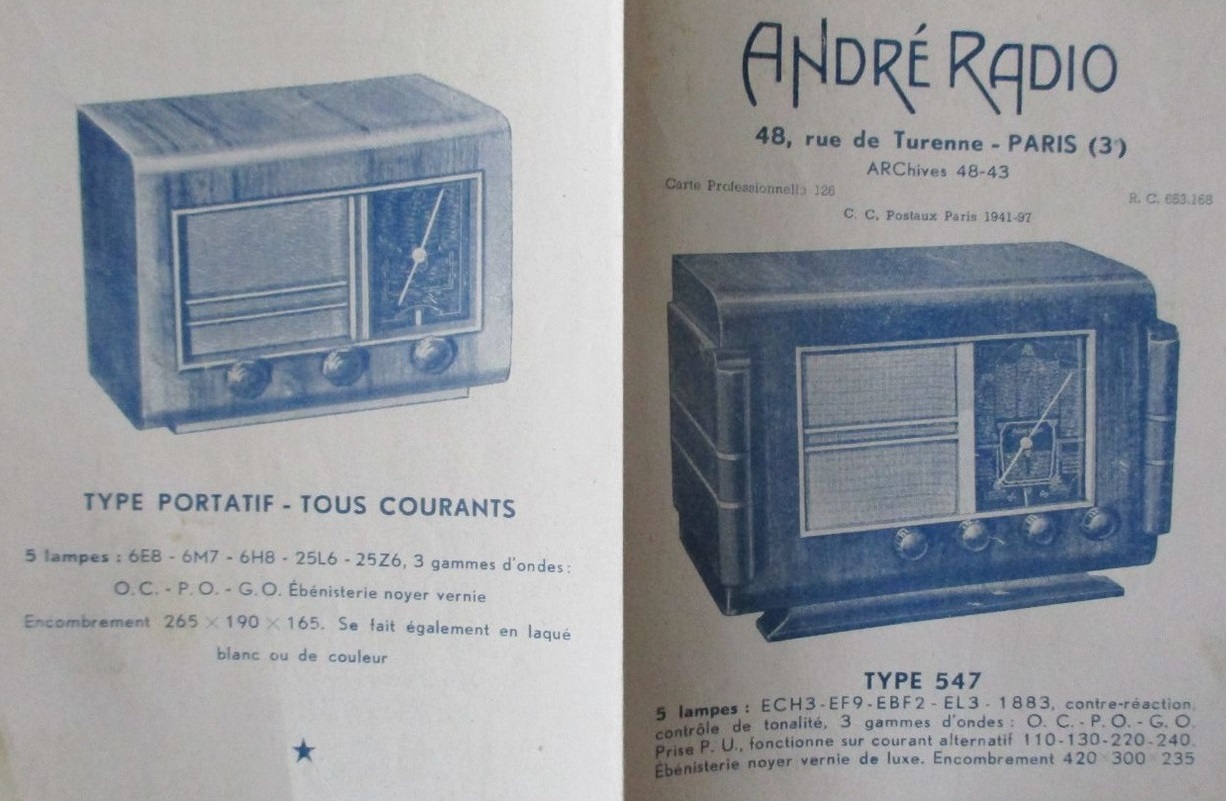 TYPE PORTATIF - TOUS COURANTS
5 lampes : 6E8 - 6M7 - 6H8 - 25L6 - 25Z6, 3 gammes d'ondes :
O. C. - P. O. - G. O. Ébénisterie noyer vernie
Encombrement 265 × 190 × 165. Se fait également en laqué
blanc ou de couleur
ANDRÉ RADIO
48, rue de Turenne - PARIS (3ᵉ)
ARChives 48-43
Carte Professionnelle 126
R. C. 653.168
C. C. Postaux Paris 1941-97
TYPE 547
5 lampes : ECH3 - EF9 - EBF2 - EL3 - 1883, contre-réaction,
contrôle de tonalité, 3 gammes d'ondes : O. C. - P. O. - G. O.
Prise P. U., fonctionne sur courant alternatif 110-130-220-240.
Ébénisterie noyer vernie de luxe. Encombrement 420 × 300 × 235